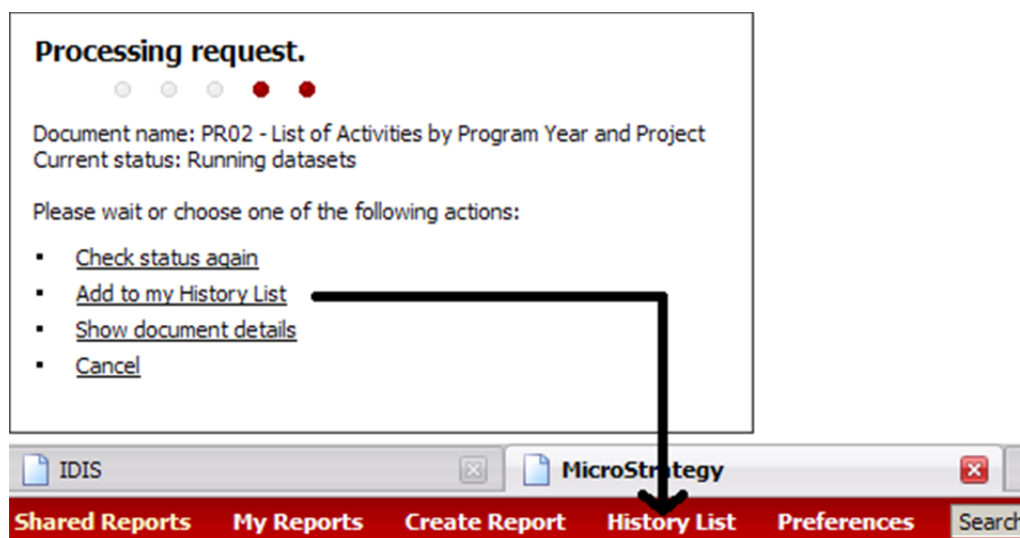 Processing request.
Document name: PR02 - List of Activities by Program Year and Project
Current status: Running datasets
Please wait or choose one of the following actions:
Check status again
Add to my History List
Show document details
Cancel
IDIS MicroStrategy
Shared Reports My Reports Create Report History List Preferences Search